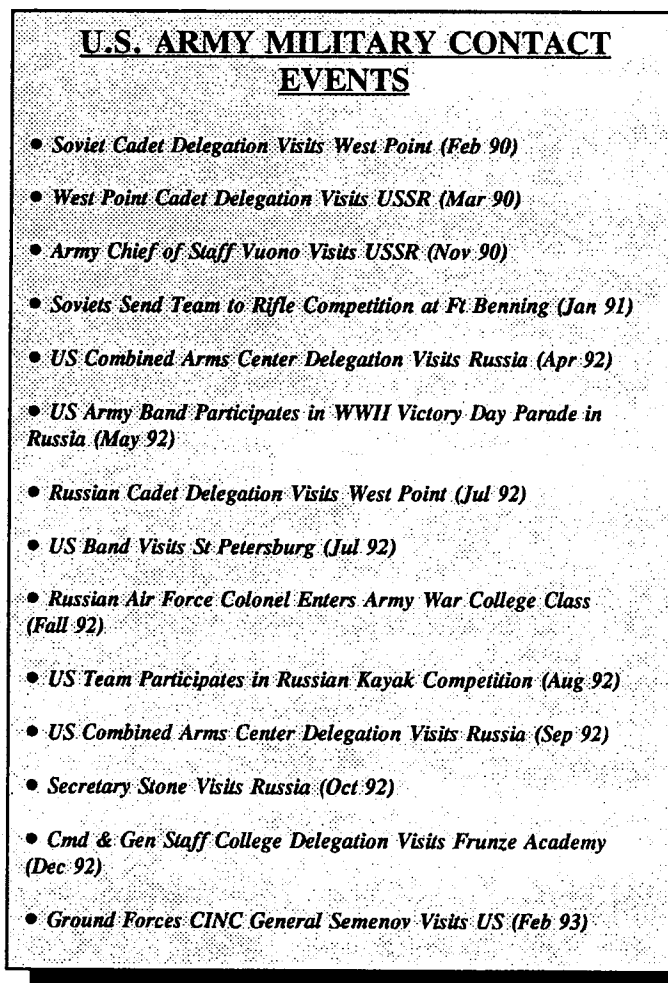 U.S. ARMY MILITARY CONTACT
EVENTS
• Soviet Cadet Delegation Visits West Point (Feb 90)
• West Point Cadet Delegation Visits USSR (Mar 90)
• Army Chief of Staff Vuono Visits USSR (Nov 90)
• Soviets Send Team to Rifle Competition at Ft Benning (Jan 91)
• US Combined Arms Center Delegation Visits Russia (Apr 92)
• US Army Band Participates in WWII Victory Day Parade in
Russia (May 92)
• Russian Cadet Delegation Visits West Point (Jul 92)
• US Band Visits St Petersburg (Jul 92)
• Russian Air Force Colonel Enters Army War College Class
(Fall 92)
• US Team Participates in Russian Kayak Competition (Aug 92)
• US Combined Arms Center Delegation Visits Russia (Sep 92)
• Secretary Stone Visits Russia (Oct 92)
• Cmd & Gen Staff College Delegation Visits Frunze Academy
(Dec 92)
• Ground Forces CINC General Semenov Visits US (Feb 93)